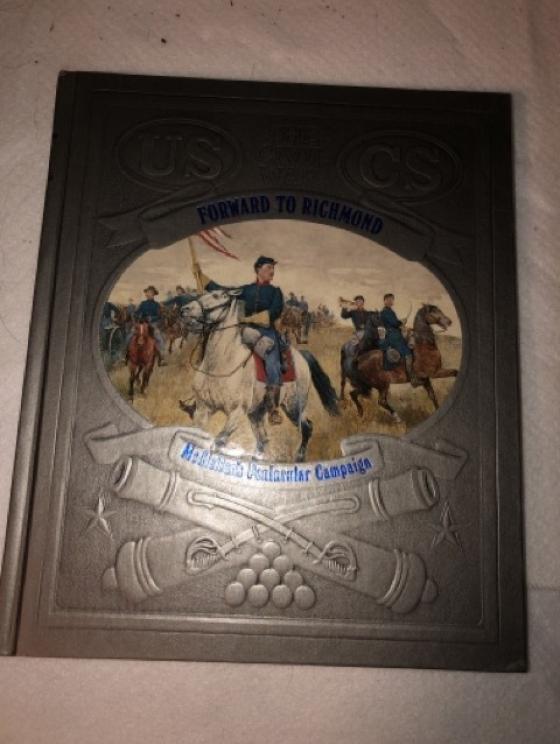 US
THE
CIVIL
WAR
CS
FORWARD TO RICHMOND
McClellan's Peninsular Campaign